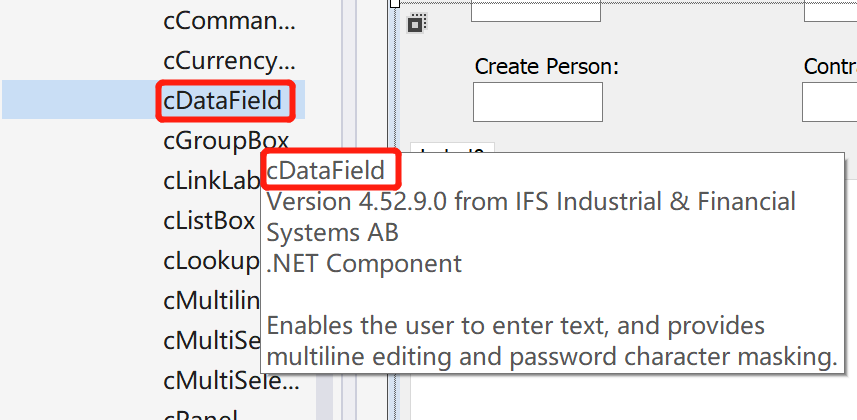 cComman...
cCurrency...
cDataField
cGroupBox
cLinkLab
cListBox
cLookup
cMultilin
cMultiSe
cMultiSele...
cPanel
Create Person:
Contra
cDataField
Version 4.52.9.0 from IFS Industrial & Financial
Systems AB
.NET Component
Enables the user to enter text, and provides
multiline editing and password character masking.